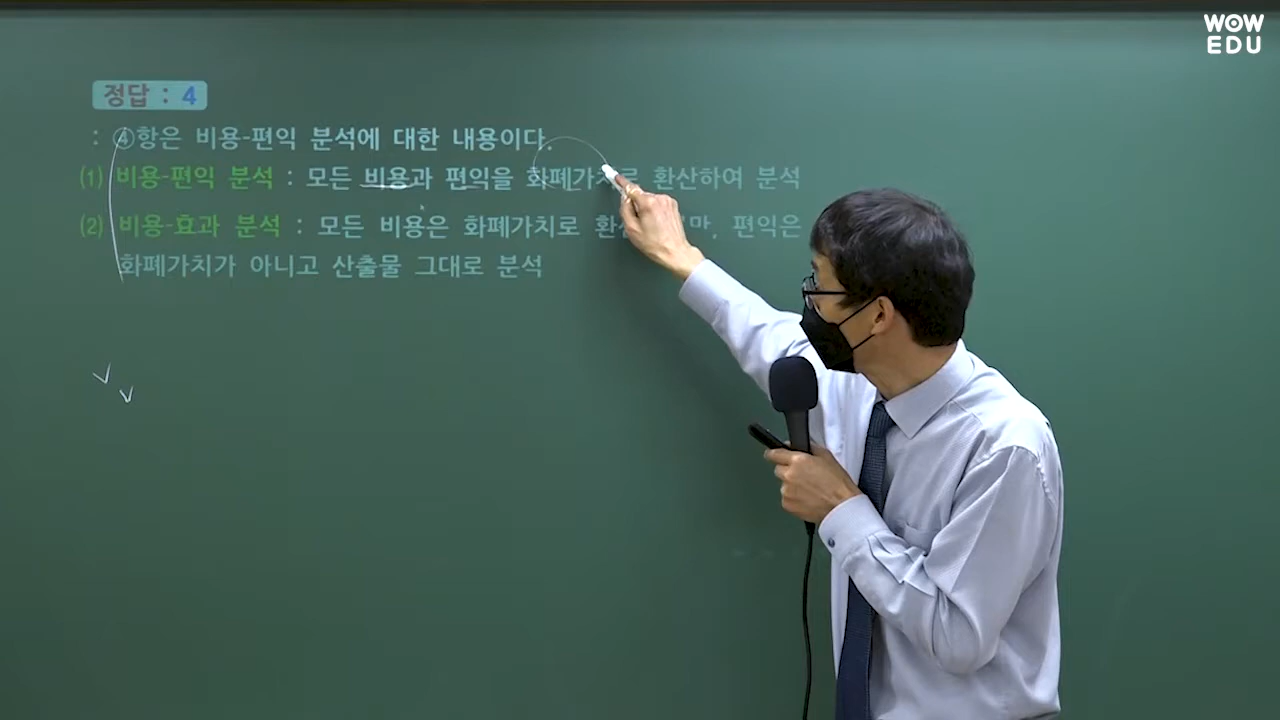 WOW
EDU
정답 : 4
: ④항은 비용-편익 분석에 대한 내용이다.
(1) 비용-편익 분석 : 모든 비용과 편익을 화폐가치로 환산하여 분석
(2) 비용-효과 분석 : 모든 비용은 화폐가치로 편익은
화폐가치가 아니고 산출물 그대로 분석